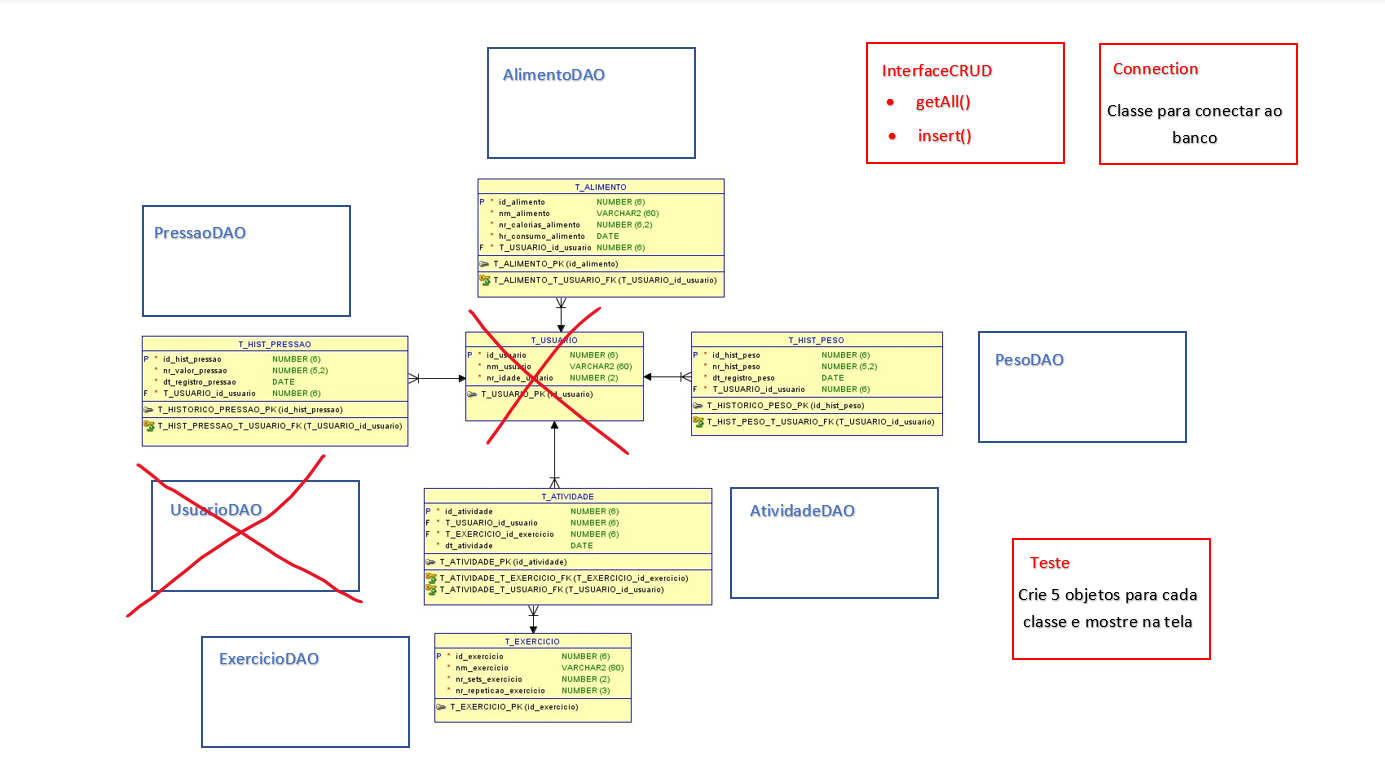 AlimentoDAO
InterfaceCRUD
• getAll()
• insert()
Connection
Classe para conectar ao
banco
T_ALIMENTO
P * id_alimento NUMBER (6)
* nm_alimento VARCHAR2 (60)
* nr_calorias_alimento NUMBER (6,2)
* hr_consumo_alimento DATE
F * T_USUARIO_id_usuario NUMBER (6)
T_ALIMENTO_PK (id_alimento)
T_ALIMENTO_T_USUARIO_FK (T_USUARIO_id_usuario)
PressaoDAO
T_HIST_PRESSAO
P * id_hist_pressao NUMBER (6)
* nr_valor_pressao NUMBER (5,2)
* dt_registro_pressao DATE
F * T_USUARIO_id_usuario NUMBER (6)
T_HISTORICO_PRESSAO_PK (id_hist_pressao)
T_HIST_PRESSAO_T_USUARIO_FK (T_USUARIO_id_usuario)
T_USUARIO
P * id_usuario NUMBER (6)
* nm_usuario VARCHAR2 (60)
* nr_idade_usuario NUMBER (2)
T_USUARIO_PK (id_usuario)
T_HIST_PESO
P * id_hist_peso NUMBER (6)
* nr_hist_peso NUMBER (5,2)
* dt_registro_peso DATE
F * T_USUARIO_id_usuario NUMBER (6)
T_HISTORICO_PESO_PK (id_hist_peso)
T_HIST_PESO_T_USUARIO_FK (T_USUARIO_id_usuario)
PesoDAO
UsuarioDAO
T_ATIVIDADE
P * id_atividade NUMBER (6)
F * T_USUARIO_id_usuario NUMBER (6)
F * T_EXERCICIO_id_exercicio NUMBER (6)
* dt_atividade DATE
T_ATIVIDADE_PK (id_atividade)
T_ATIVIDADE_T_EXERCICIO_FK (T_EXERCICIO_id_exercicio)
T_ATIVIDADE_T_USUARIO_FK (T_USUARIO_id_usuario)
AtividadeDAO
Teste
Crie 5 objetos para cada
classe e mostre na tela
ExercicioDAO
T_EXERCICIO
P * id_exercicio NUMBER (6)
* nm_exercicio VARCHAR2 (80)
* nr_sets_exercicio NUMBER (2)
* nr_repeticao_exercicio NUMBER (3)
T_EXERCICIO_PK (id_exercicio)